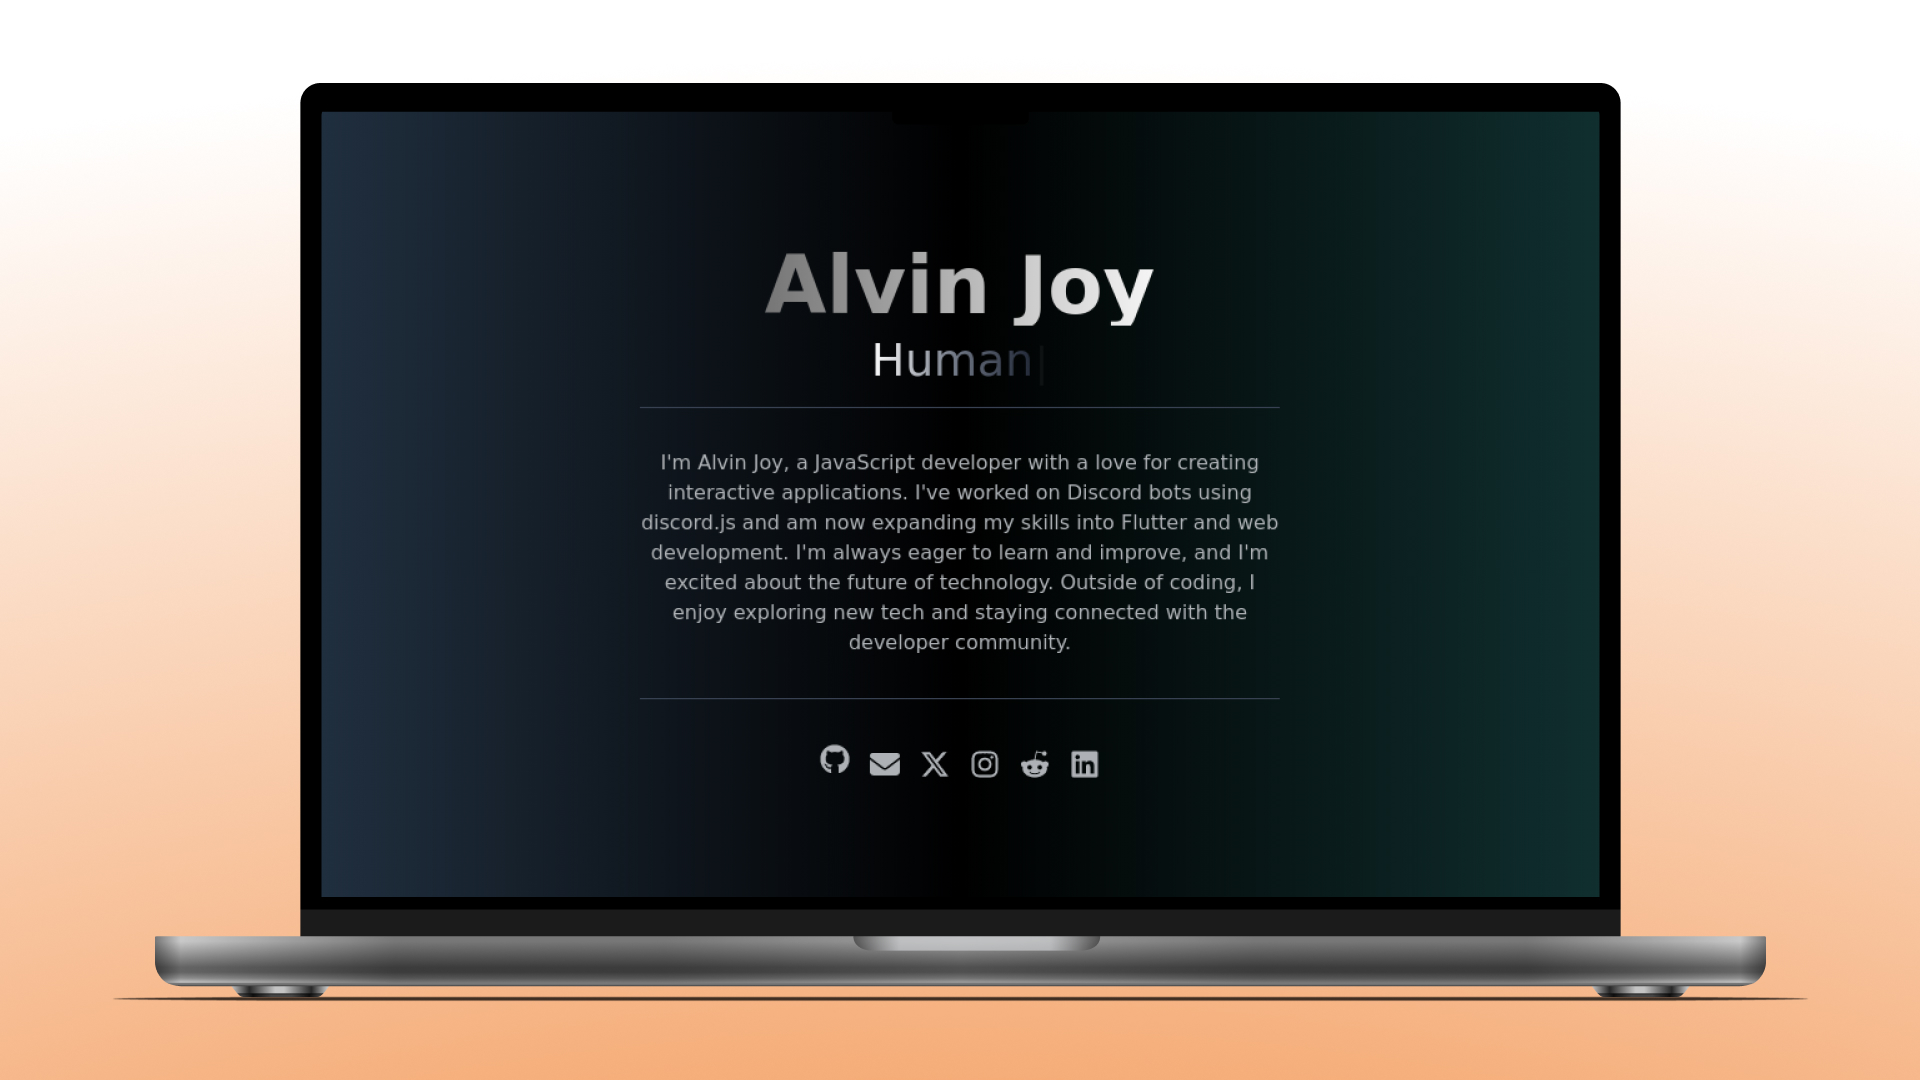 Alvin Joy
Human
I'm Alvin Joy, a JavaScript developer with a love for creating
interactive applications. I've worked on Discord bots using
discord.js and am now expanding my skills into Flutter and web
development. I'm always eager to learn and improve, and I'm
excited about the future of technology. Outside of coding, I
enjoy exploring new tech and staying connected with the
developer community.